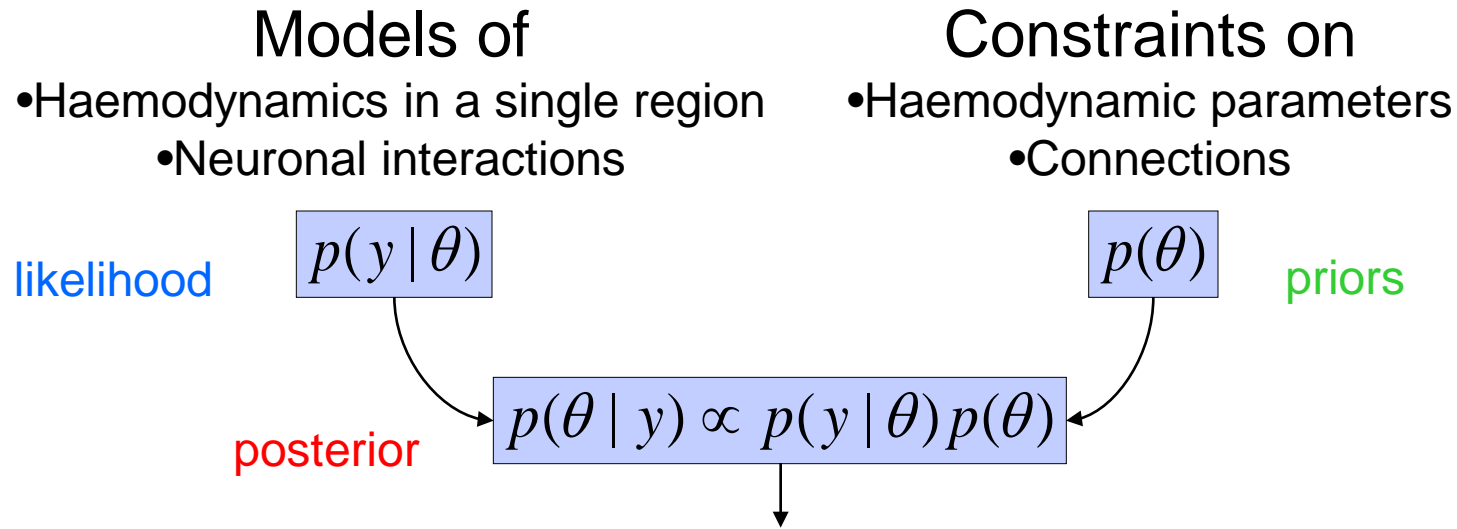 Models of
•Haemodynamics in a single region
•Neuronal interactions
Constraints on
•Haemodynamic parameters
•Connections
likelihood
p(y | θ)
p(θ)
priors
posterior
p(θ | y) ∝ p(y | θ)p(θ)